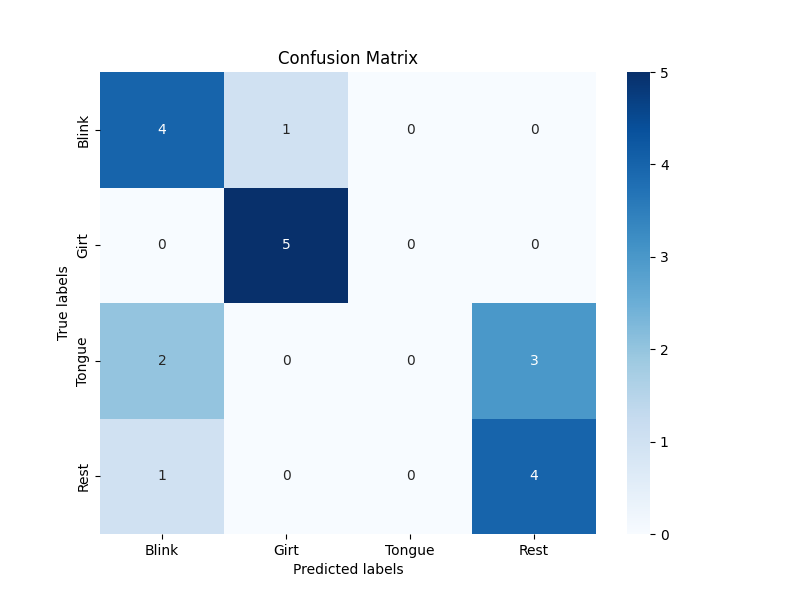 Confusion Matrix
True labels
Blink
4 1 0 0
Girt
0 5 0 0
Tongue
2 0 0 3
Rest
1 0 0 4
Blink Girt Tongue Rest
Predicted labels
5
4
3
2
1
0